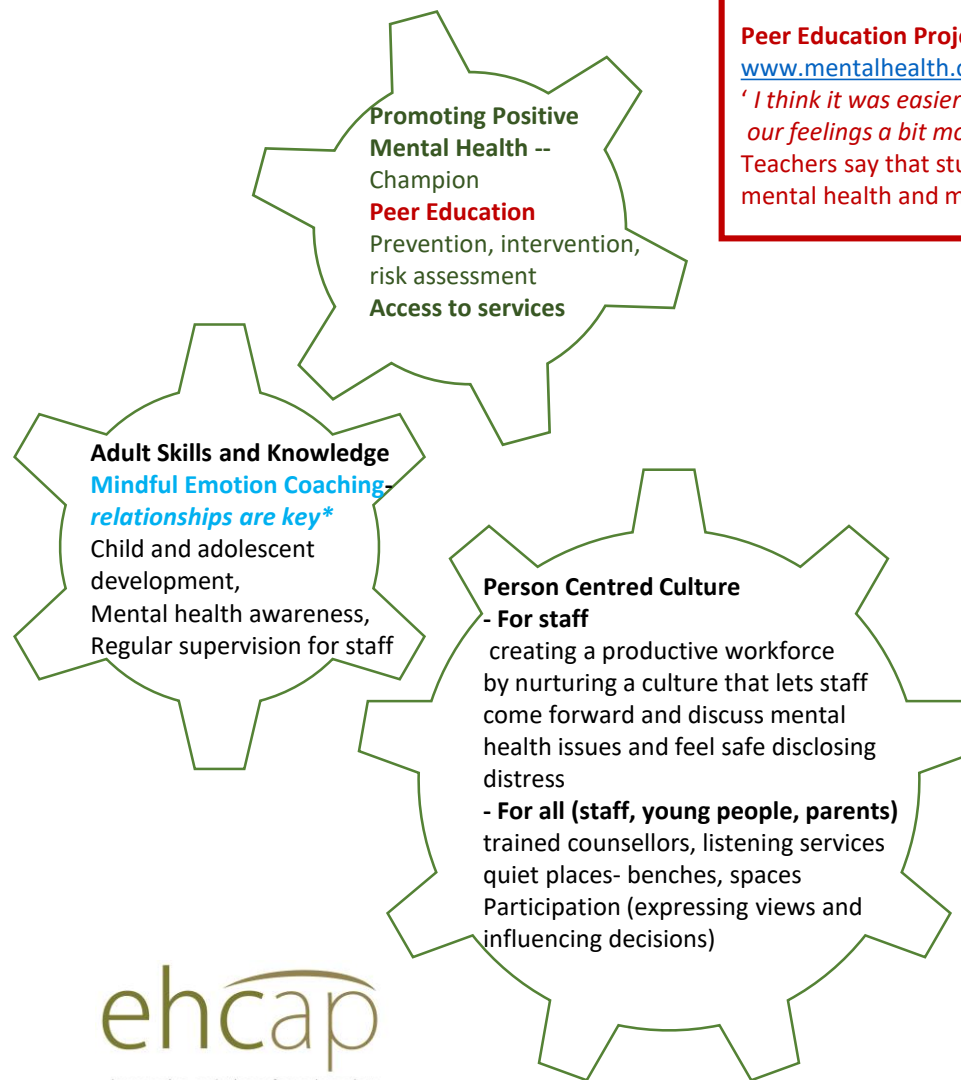 Promoting Positive
Mental Health --
Champion
Peer Education
Prevention, intervention,
risk assessment
Access to services
Peer Education
www.mentalhealth.
‘ I think it was easier
our feelings a bit
Teachers say that
mental health and
Adult Skills and Knowledge
Mindful Emotion Coaching-
relationships are key*
Child and adolescent
development,
Mental health awareness,
Regular supervision for staff
Person Centred Culture
- For staff
creating a productive workforce
by nurturing a culture that lets staff
come forward and discuss mental
health issues and feel safe disclosing
distress
- For all (staff, young people, parents)
trained counsellors, listening services
quiet places- benches, spaces
Participation (expressing views and
influencing decisions)
ehcap